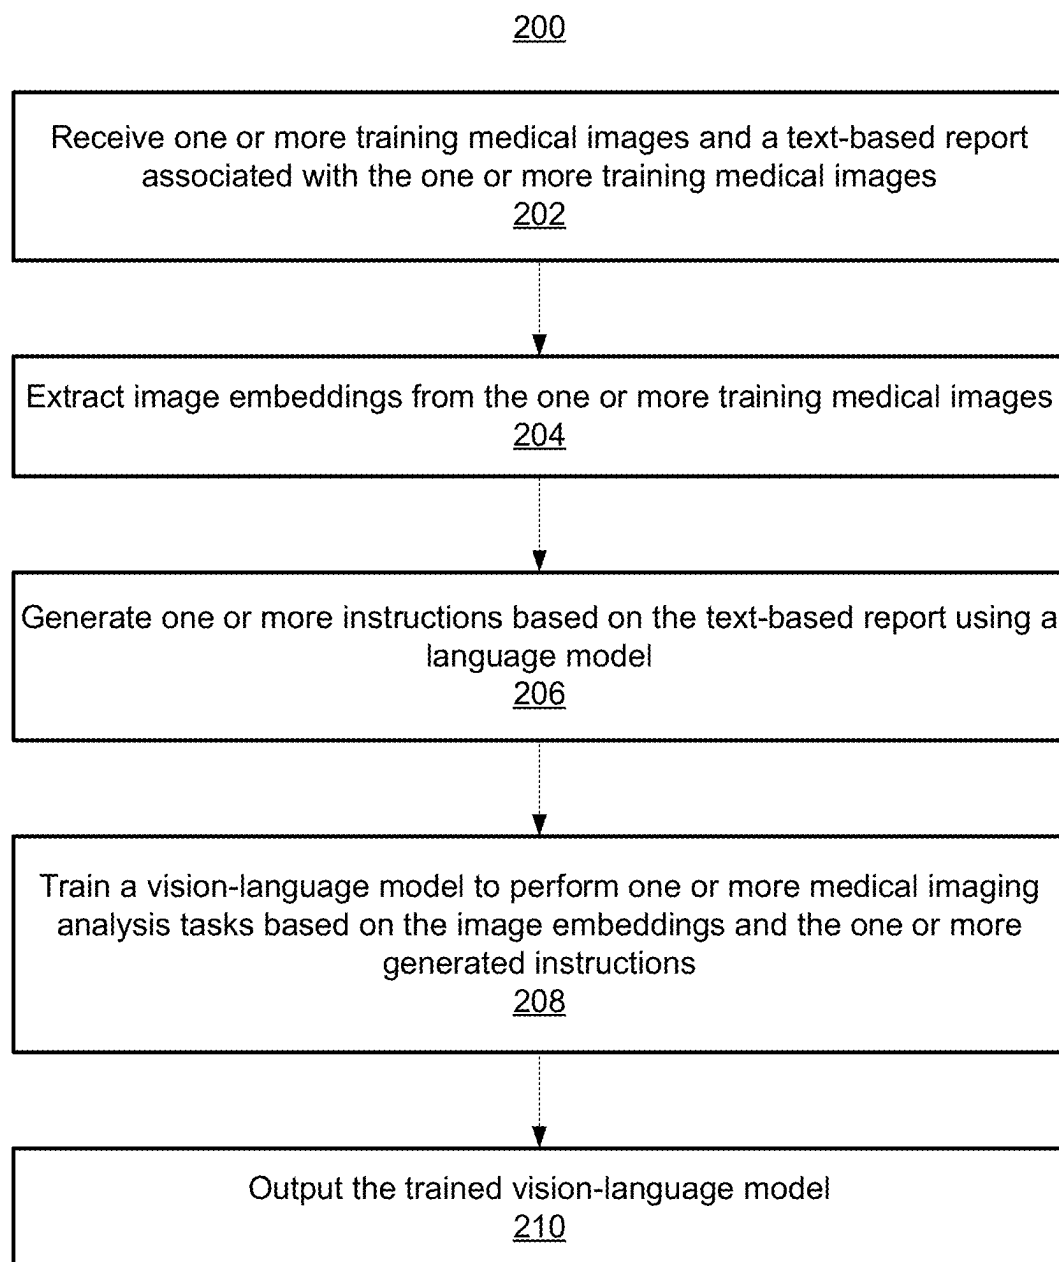 200
Receive one or more training medical images and a text-based report
associated with the one or more training medical images
202
Extract image embeddings from the one or more training medical images
204
Generate one or more instructions based on the text-based report using a
language model
206
Train a vision-language model to perform one or more medical imaging
analysis tasks based on the image embeddings and the one or more
generated instructions
208
Output the trained vision-language model
210